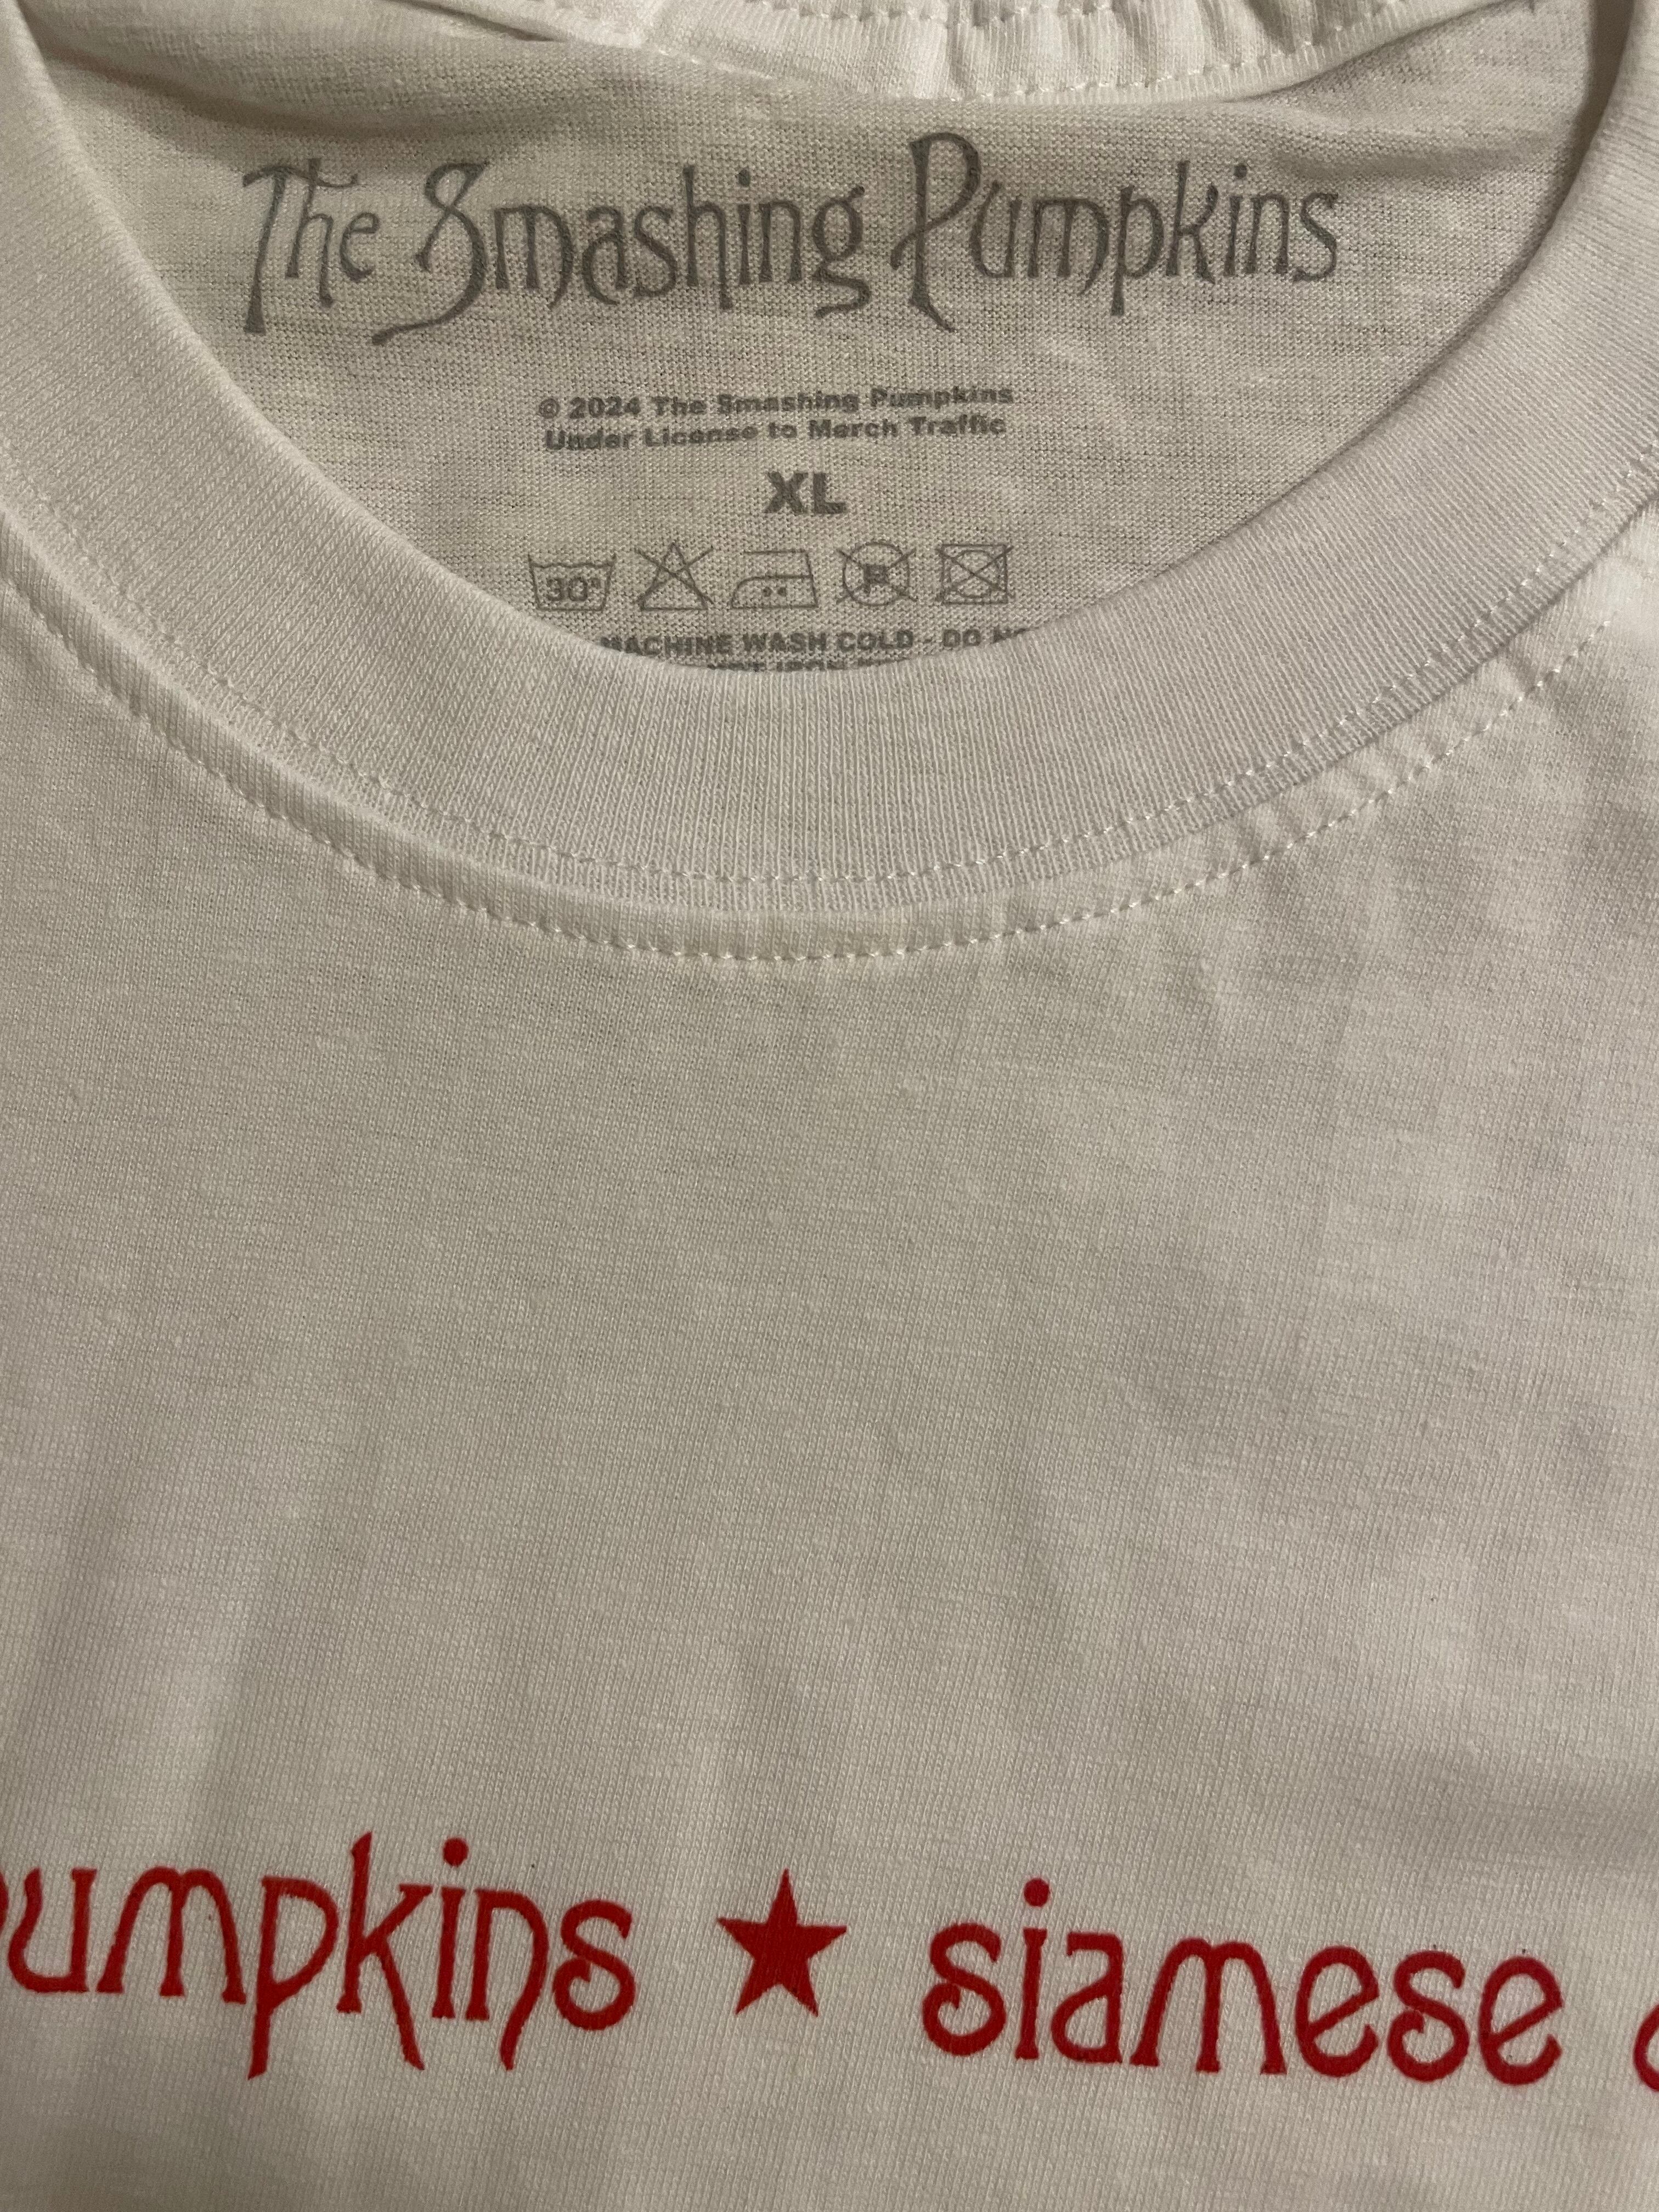 The Smashing Pumpkins
© 2024 The Smashing Pumpkins
Under License to Merch Traffic
XL
30°
P
MACHINE WASH COLD - DO
pumpkins ★ siamese